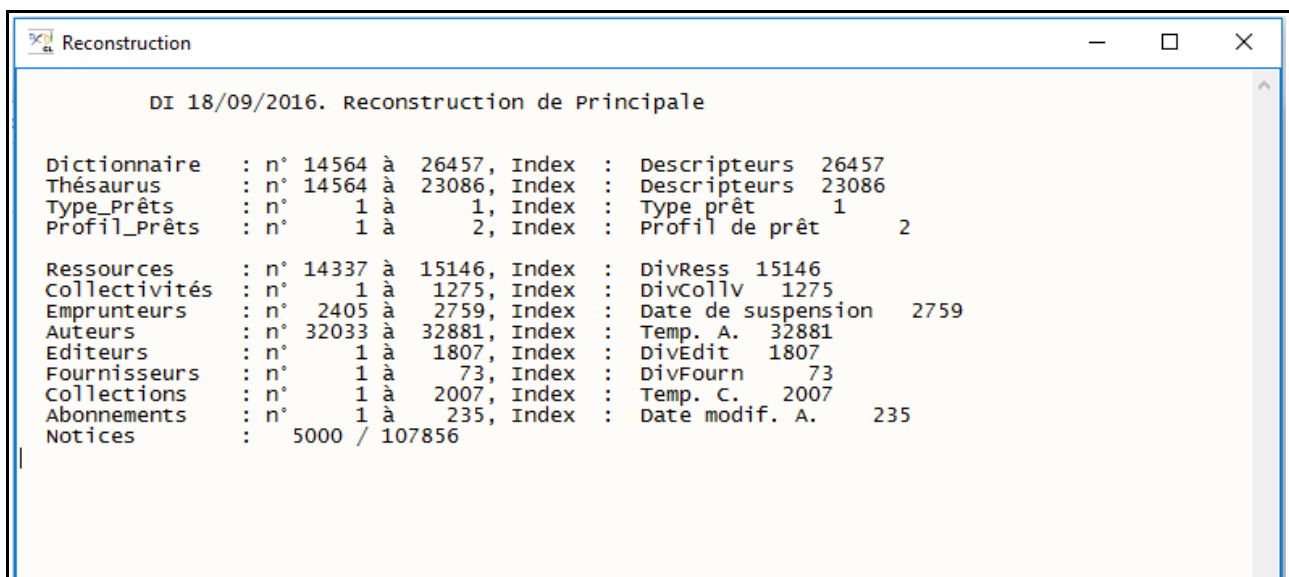 Reconstruction
DI 18/09/2016. Reconstruction de Principale
Dictionnaire : n° 14564 à 26457, Index : Descripteurs 26457
Thésaurus : n° 14564 à 23086, Index : Descripteurs 23086
Type_Prêts : n° 1 à 1, Index : Type prêt 1
Profil_Prêts : n° 1 à 2, Index : Profil de prêt 2
Ressources : n° 14337 à 15146, Index : DivRess 15146
Collectivités : n° 1 à 1275, Index : DivCollV 1275
Emprunteurs : n° 2405 à 2759, Index : Date de suspension 2759
Auteurs : n° 32033 à 32881, Index : Temp. A. 32881
Editeurs : n° 1 à 1807, Index : DivEdit 1807
Fournisseurs : n° 1 à 73, Index : DivFourn 73
Collections : n° 1 à 2007, Index : Temp. C. 2007
Abonnements : n° 1 à 235, Index : Date modif. A. 235
Notices : 5000 / 107856